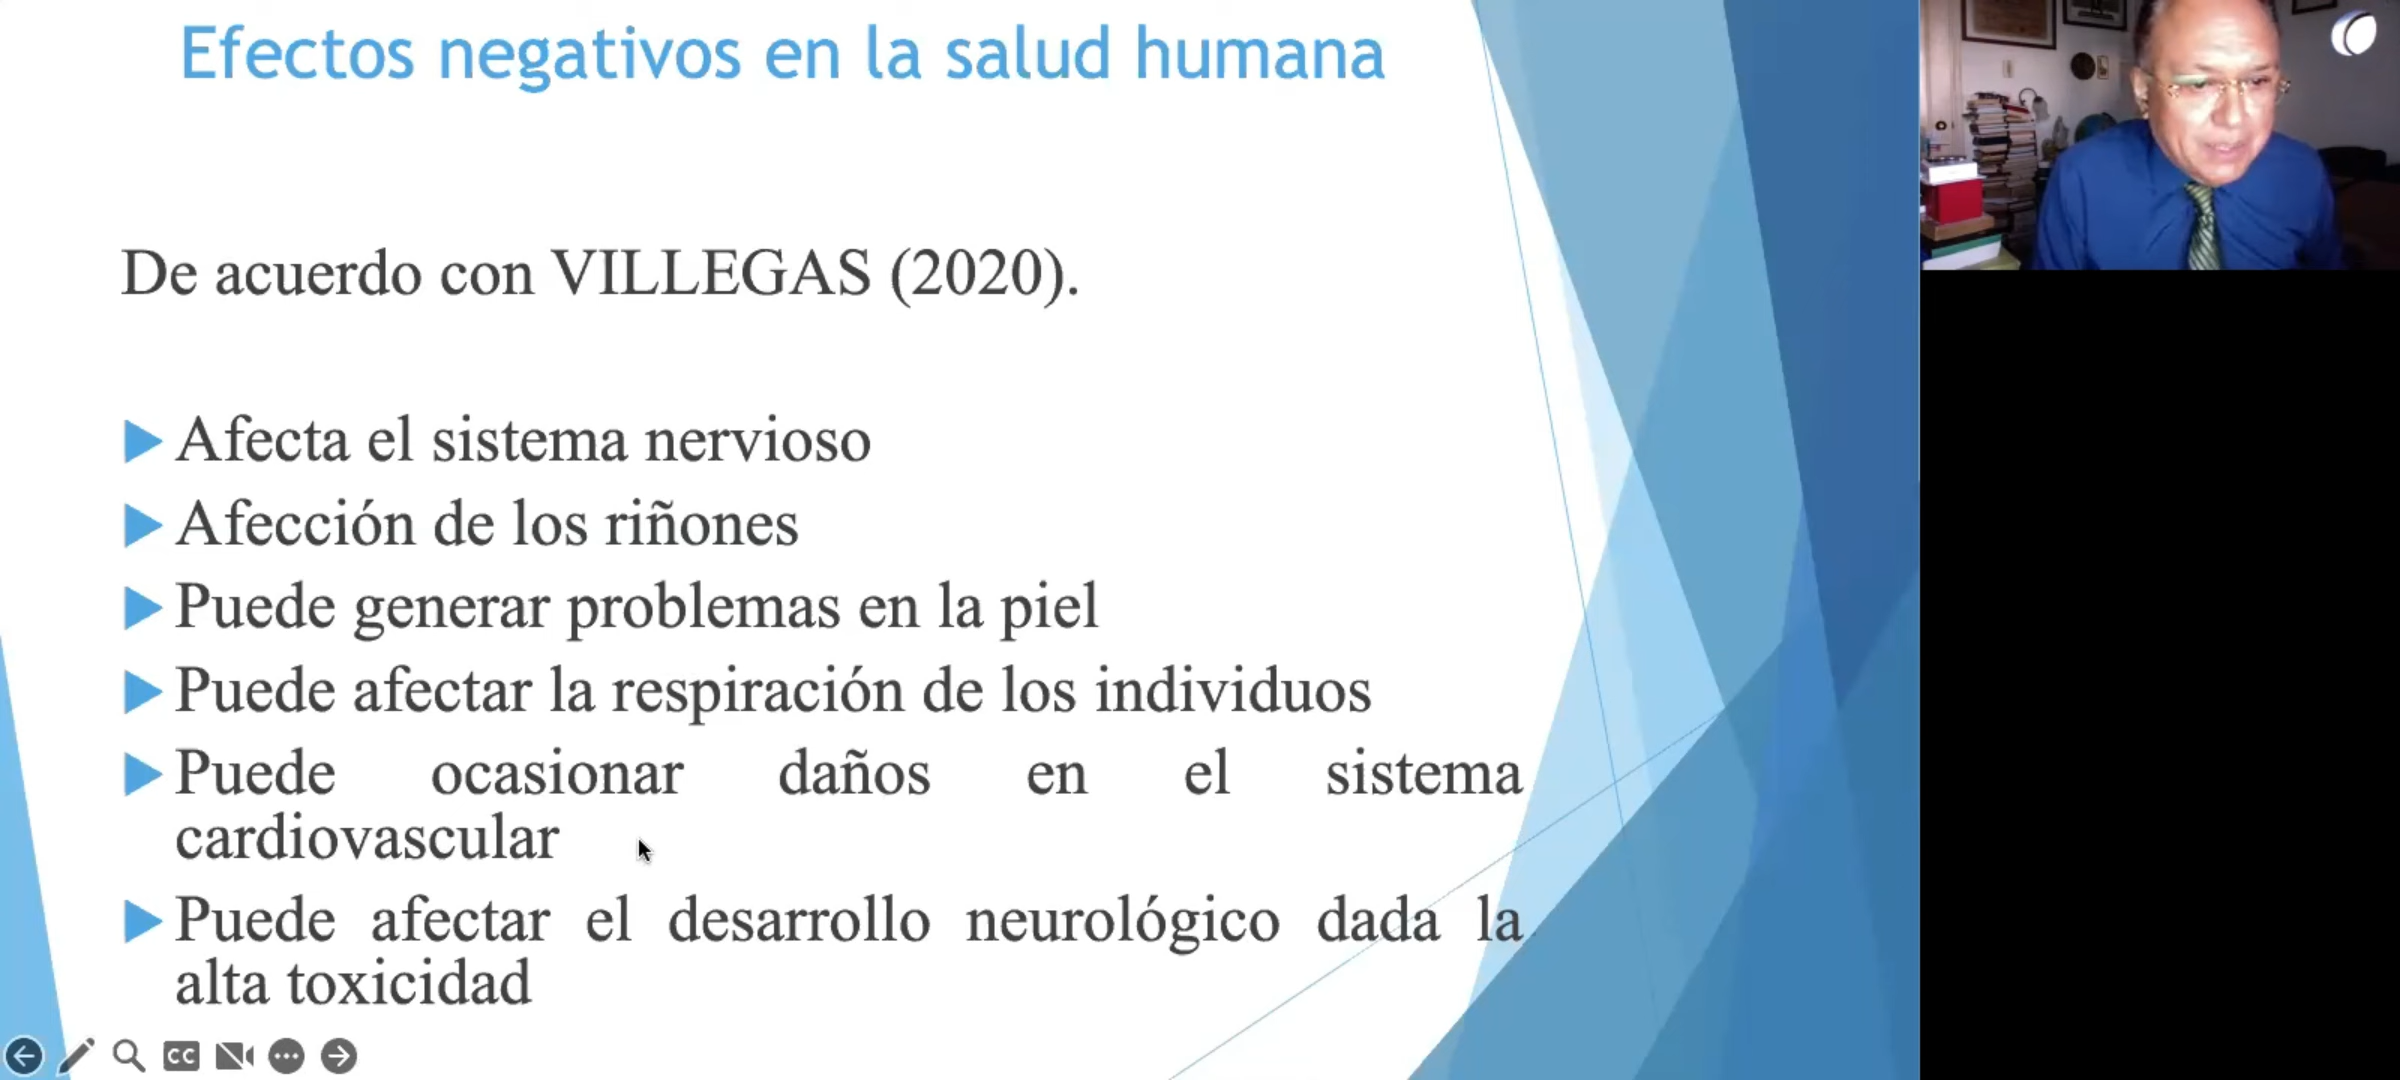 Efectos negativos en la salud humana
De acuerdo con VILLEGAS (2020).
Afecta el sistema nervioso
Afección de los riñones
Puede generar problemas en la piel
Puede afectar la respiración de los individuos
Puede ocasionar daños en el sistema
cardiovascular
Puede afectar el desarrollo neurológico dada la
alta toxicidad
CC